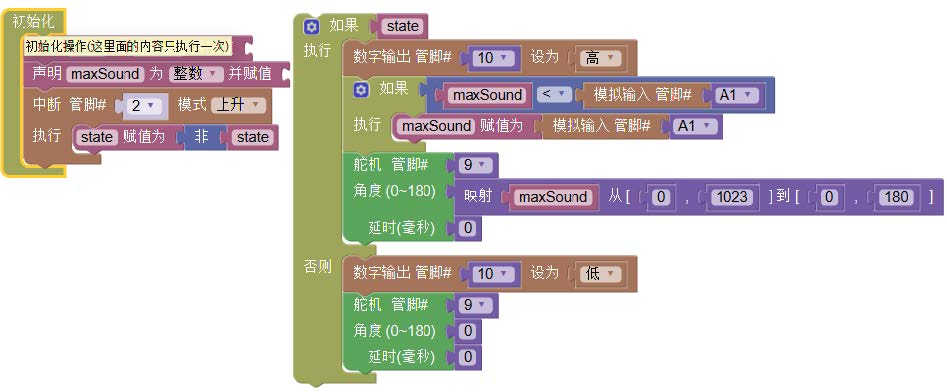 初始化
初始化操作(这里面的内容只执行一次)
声明 maxSound 为 整数 并赋值
中断 管脚# 2 模式 上升
执行 state 赋值为 非 state
如果 state
执行 数字输出 管脚# 10 设为 高
如果 maxSound < 模拟输入 管脚# A1
执行 maxSound 赋值为 模拟输入 管脚# A1
舵机 管脚# 9
角度 (0~180) 映射 maxSound 从 [ 0 , 1023 ] 到 [ 0 , 180 ]
延时(毫秒) 0
否则 数字输出 管脚# 10 设为 低
舵机 管脚# 9
角度 (0~180) 0
延时(毫秒) 0